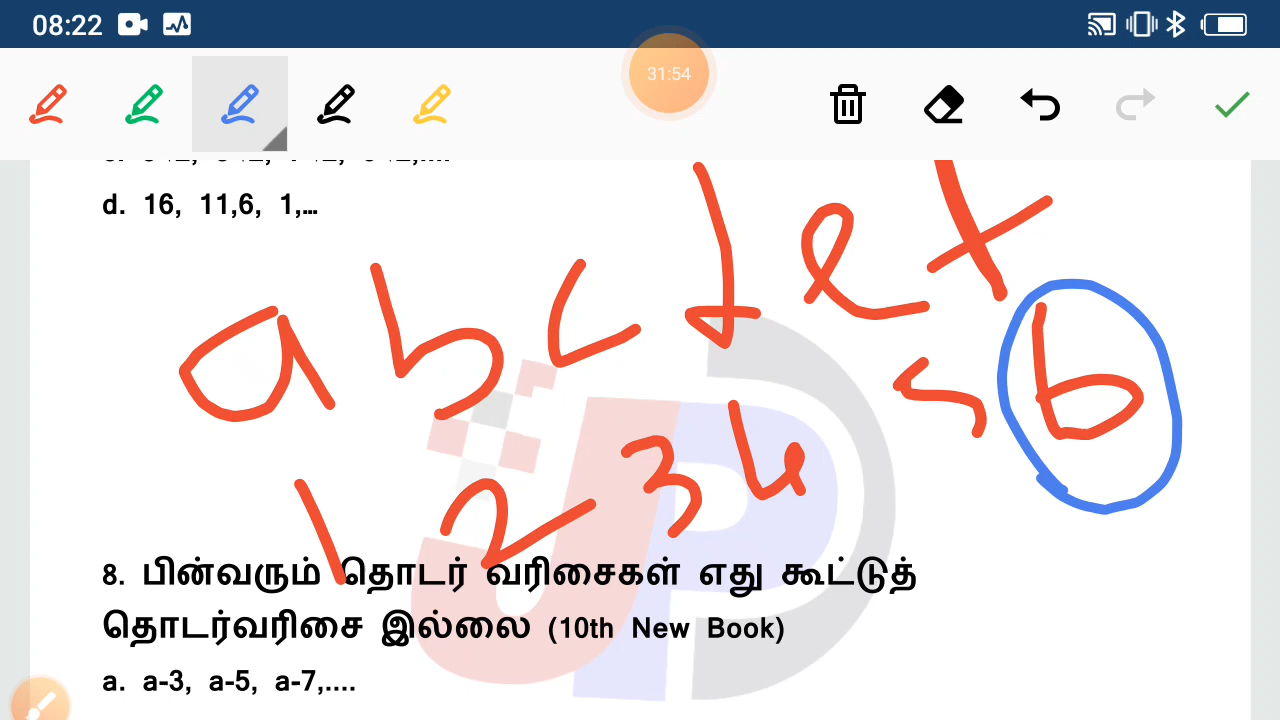 08:22
31:54
d. 16, 11,6, 1,...
a b c d e f
1 2 3 4 5 6
8. பின்வரும் தொடர் வரிசைகள் எது கூட்டுத்
தொடர்வரிசை இல்லை (10th New Book)
a. a-3, a-5, a-7,....